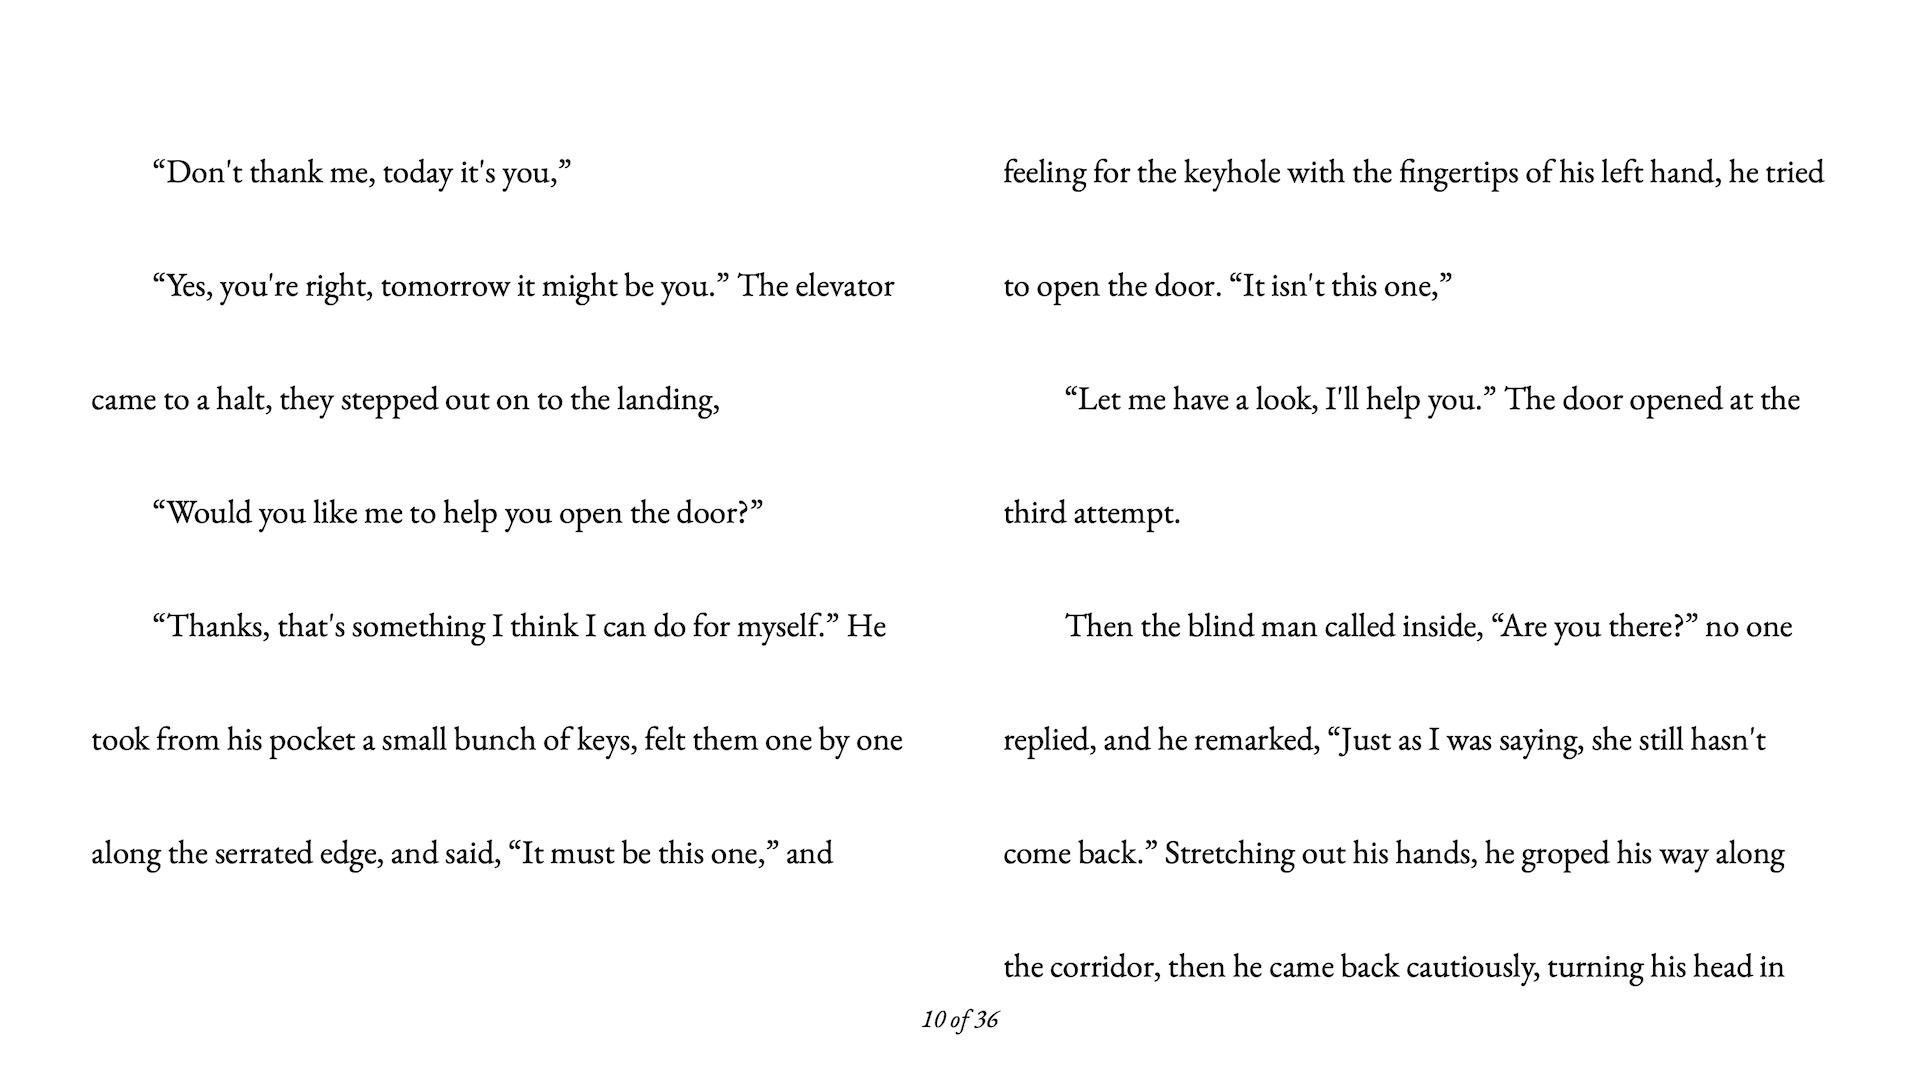 “Don't thank me, today it's you,”
“Yes, you're right, tomorrow it might be you.” The elevator
came to a halt, they stepped out on to the landing,
“Would you like me to help you open the door?”
“Thanks, that's something I think I can do for myself.” He
took from his pocket a small bunch of keys, felt them one by one
along the serrated edge, and said, “It must be this one,” and
feeling for the keyhole with the fingertips of his left hand, he tried
to open the door. “It isn't this one,”
“Let me have a look, I'll help you.” The door opened at the
third attempt.
Then the blind man called inside, “Are you there?” no one
replied, and he remarked, “Just as I was saying, she still hasn't
come back.” Stretching out his hands, he groped his way along
the corridor, then he came back cautiously, turning his head in
10 of 36